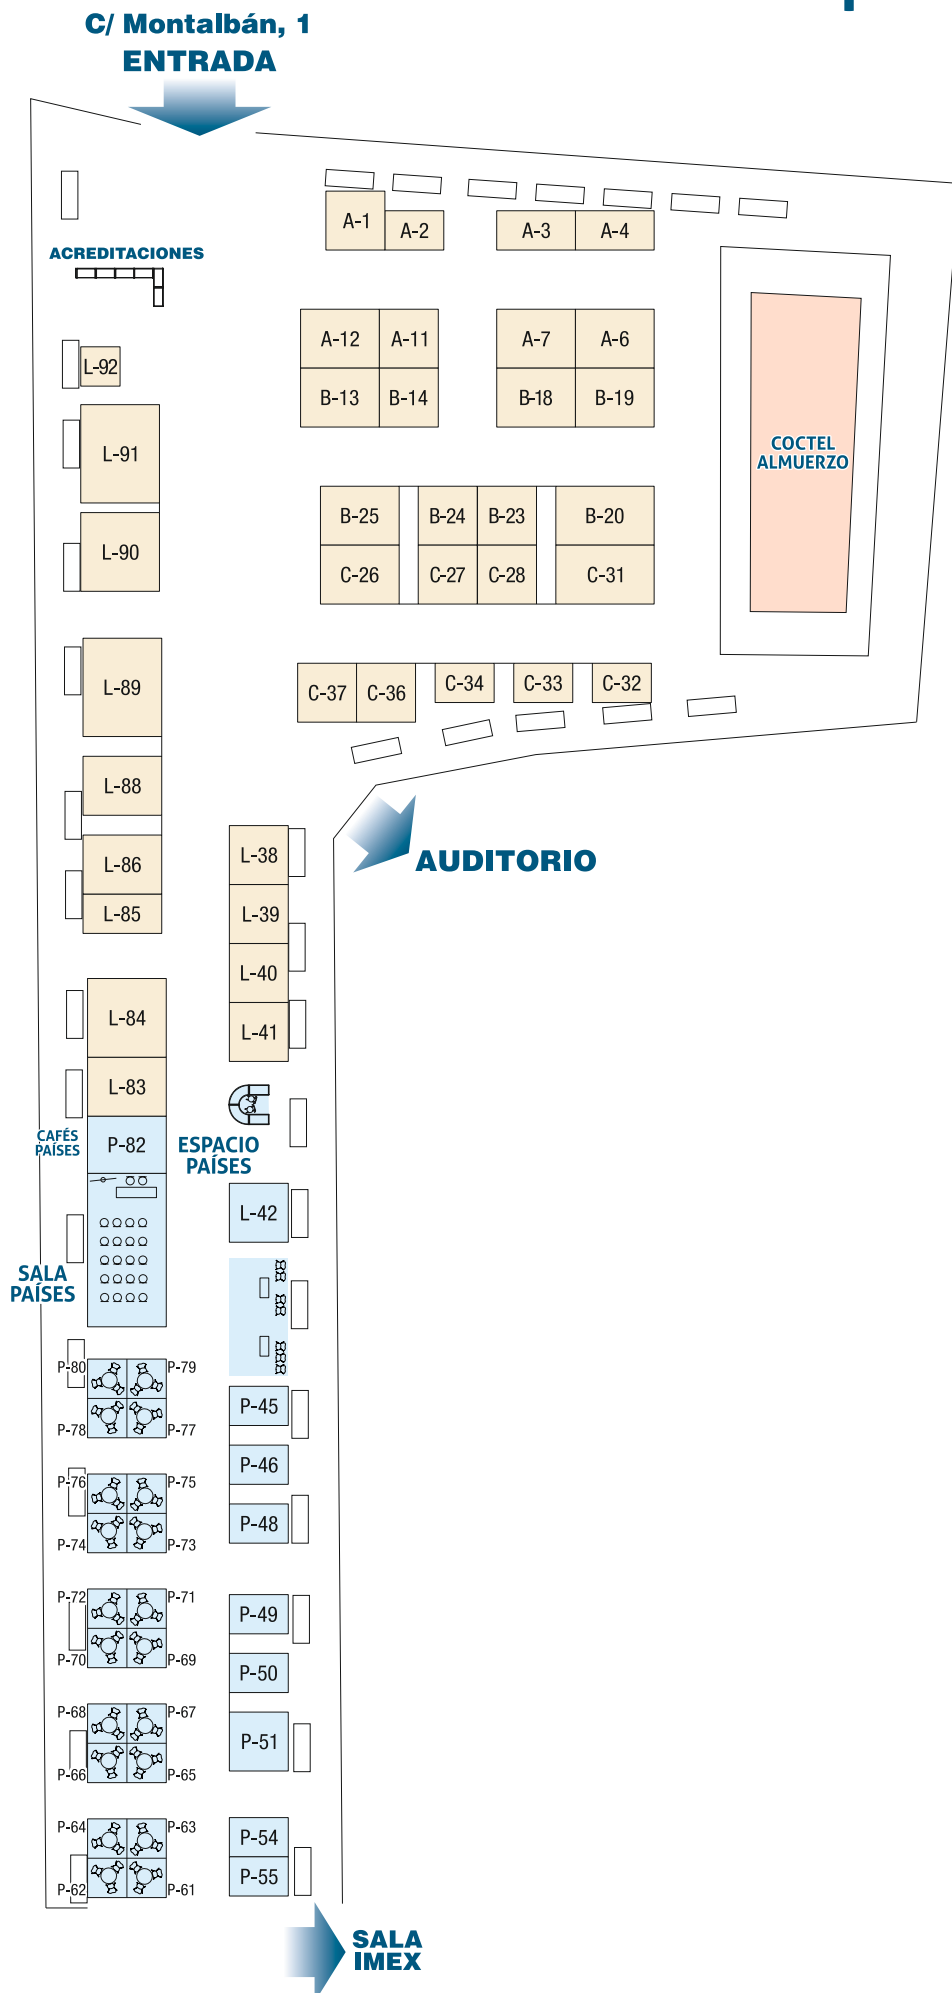 C/ Montalbán, 1
ENTRADA
A-1
A-2
A-3
A-4
ACREDITACIONES
A-12
A-11
A-7
A-6
L-92
B-13
B-14
B-18
B-19
L-91
COCTEL
ALMUERZO
B-25
B-24
B-23
B-20
L-90
C-26
C-27
C-28
C-31
L-89
C-37
C-36
C-34
C-33
C-32
L-88
L-38
AUDITORIO
L-86
L-85
L-39
L-40
L-84
L-41
L-83
CAFÉS
PAÍSES
P-82
ESPACIO
PAÍSES
L-42
SALA
PAÍSES
P-80
P-79
P-45
P-78
P-77
P-46
P-76
P-75
P-48
P-74
P-73
P-72
P-71
P-49
P-70
P-69
P-50
P-68
P-67
P-51
P-66
P-65
P-64
P-63
P-54
P-62
P-61
P-55
SALA
IMEX